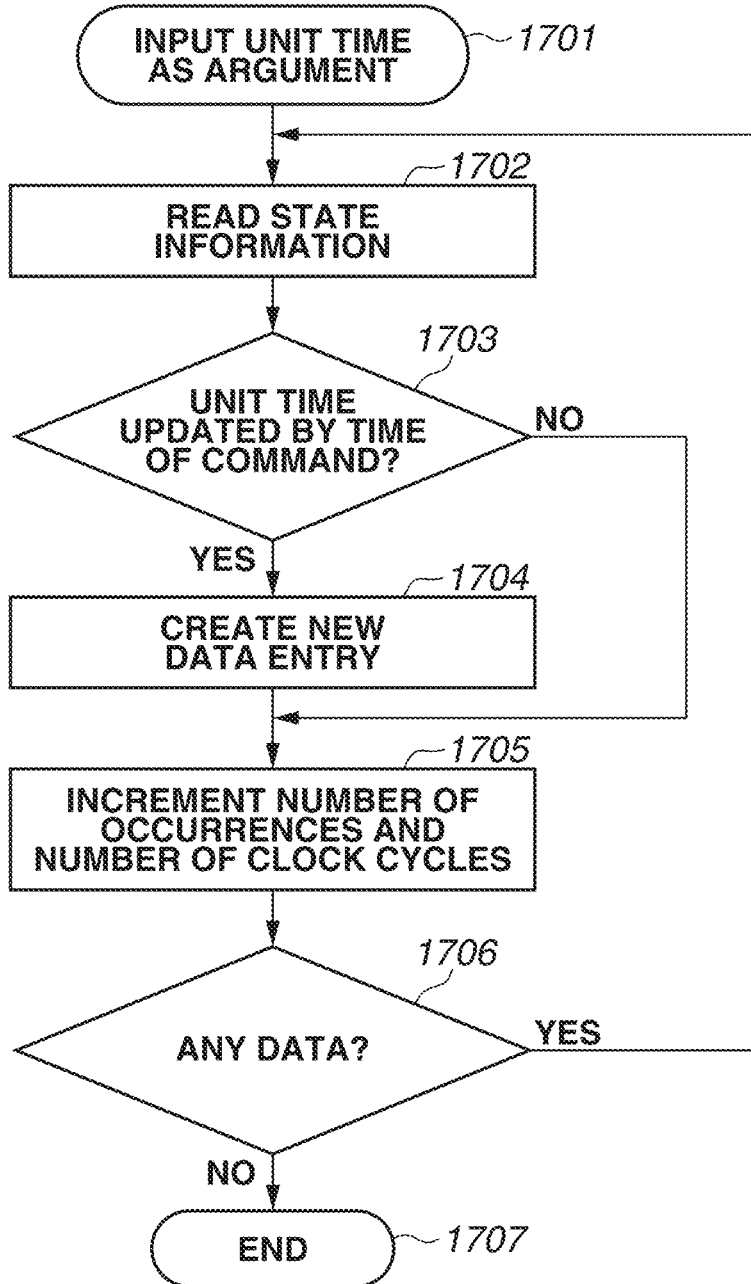 INPUT UNIT TIME
AS ARGUMENT
1701
1702
READ STATE
INFORMATION
1703
UNIT TIME
UPDATED BY TIME
OF COMMAND?
NO
YES
1704
CREATE NEW
DATA ENTRY
1705
INCREMENT NUMBER OF
OCCURRENCES AND
NUMBER OF CLOCK CYCLES
1706
ANY DATA?
YES
NO
END
1707